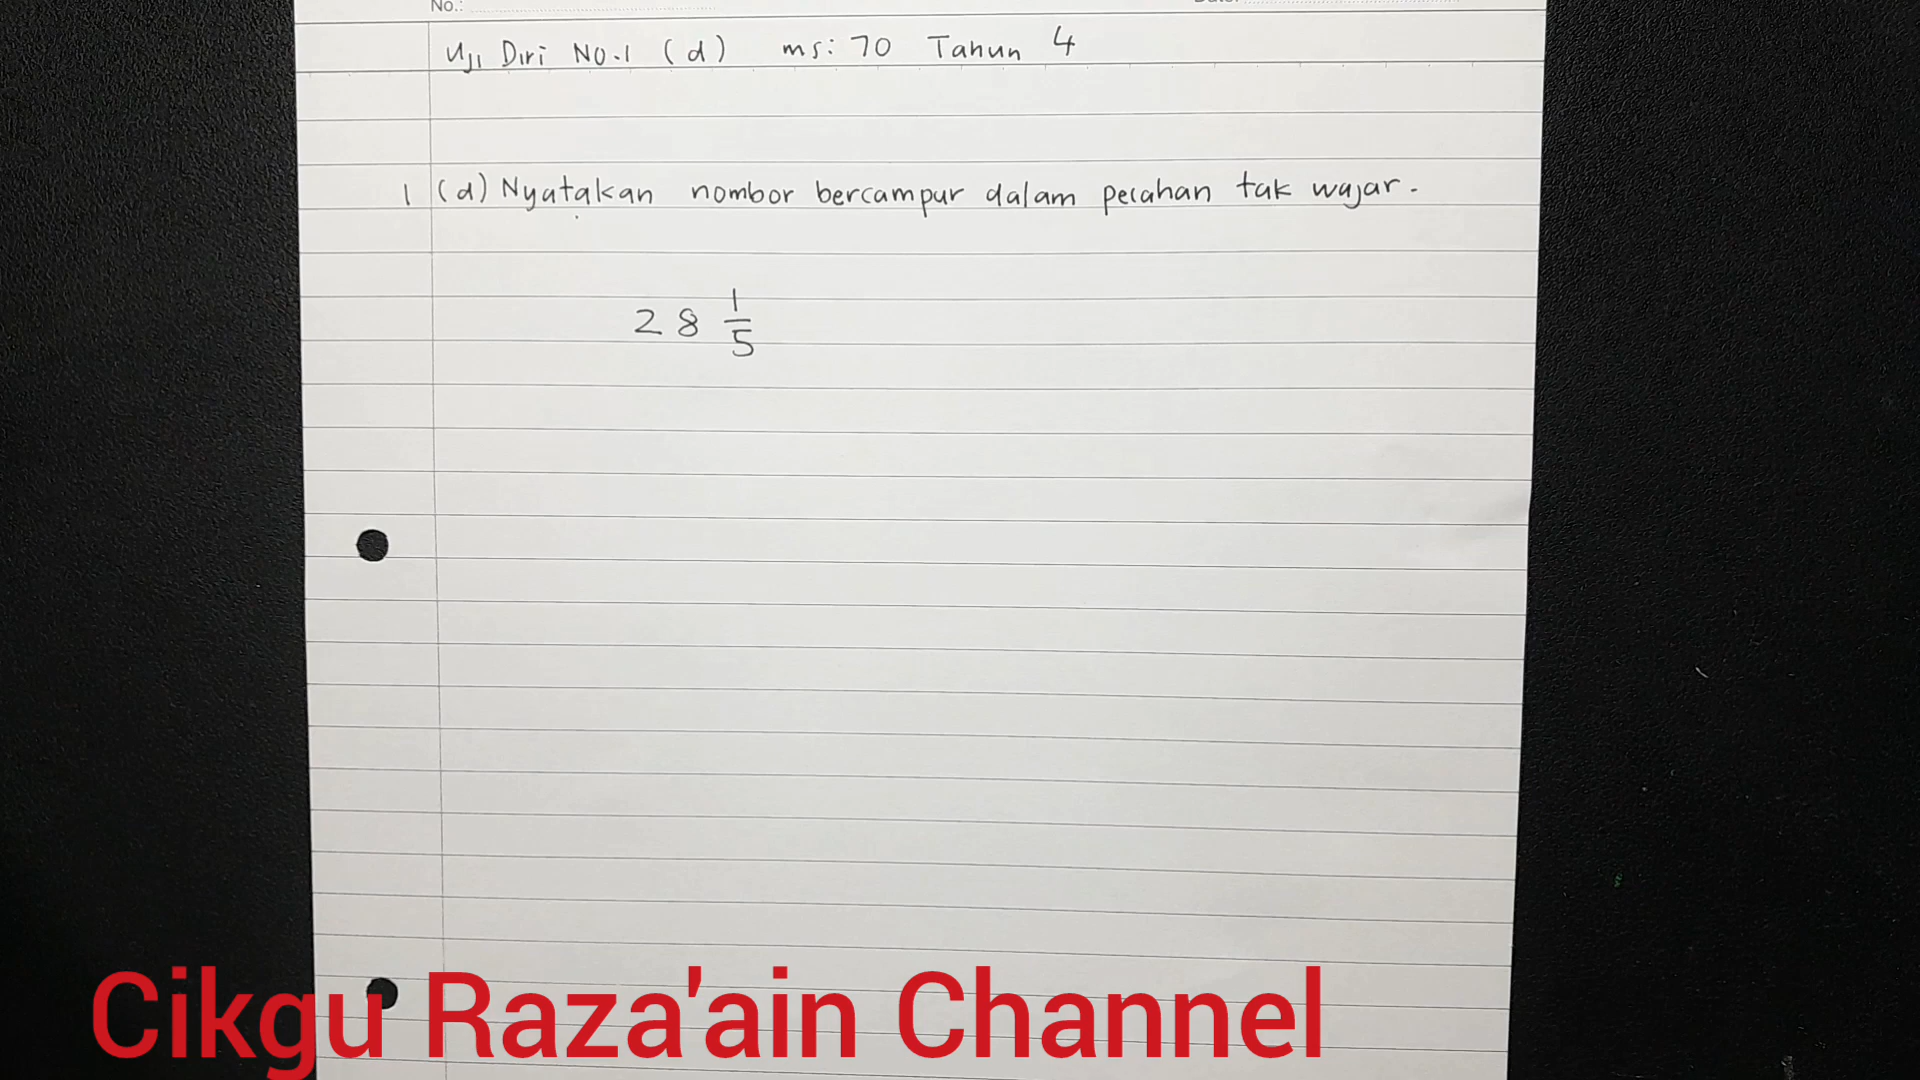 No.:
Uji Diri No.1 (d) ms: 70 Tahun 4
1 (d) Nyatakan nombor bercampur dalam pecahan tak wajar.
28 1/5
Cikgu Raza'ain Channel